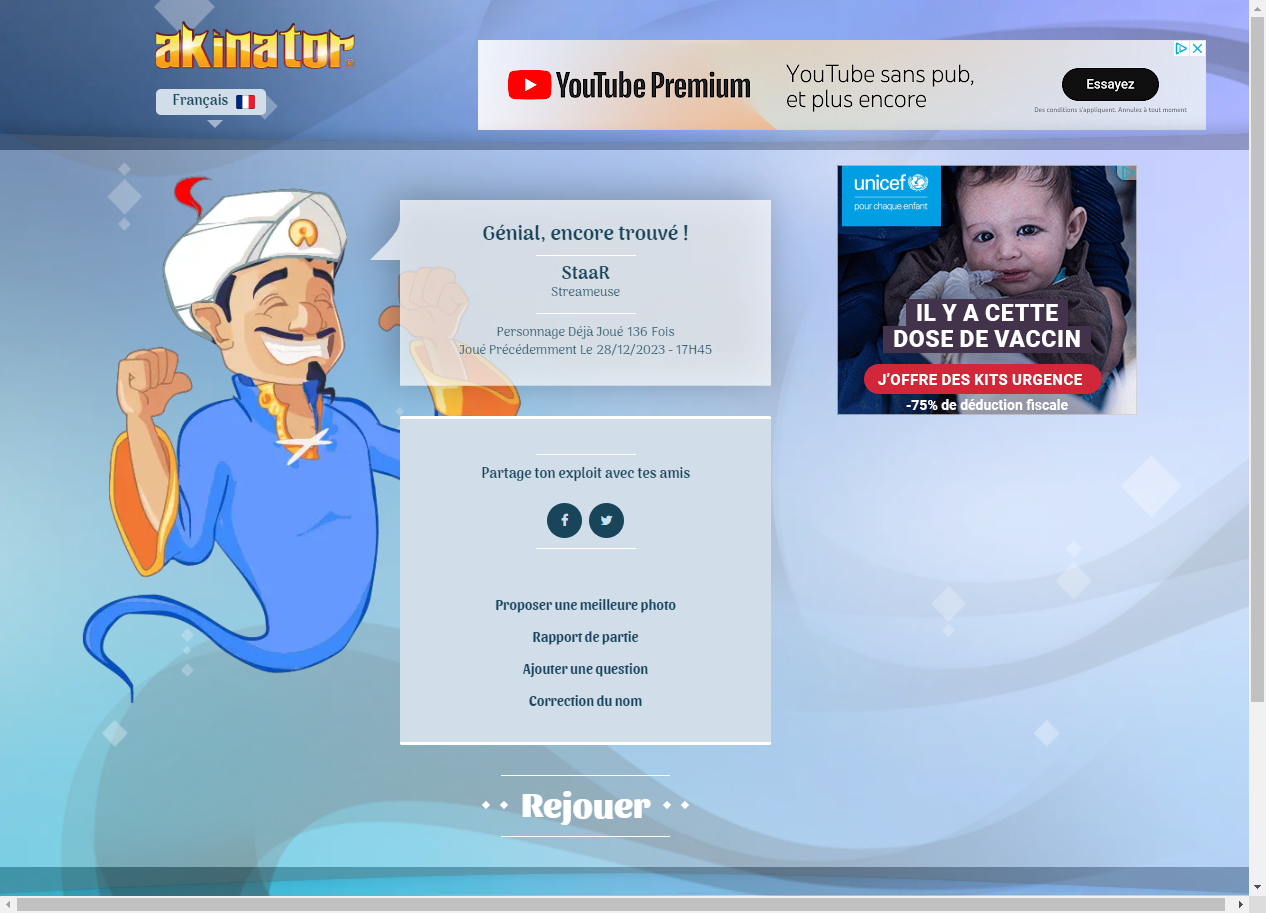 akinator
Français
YouTube Premium
YouTube sans pub,
et plus encore
Essayez
Des conditions s'appliquent. Annulez à tout moment
Génial, encore trouvé !
StaaR
Streameuse
Personnage Déjà Joué 136 Fois
Joué Précédemment Le 28/12/2023 - 17H45
unicef
pour chaque enfant
IL Y A CETTE
DOSE DE VACCIN
J'OFFRE DES KITS URGENCE
-75% de déduction fiscale
Partage ton exploit avec tes amis
Proposer une meilleure photo
Rapport de partie
Ajouter une question
Correction du nom
Rejouer